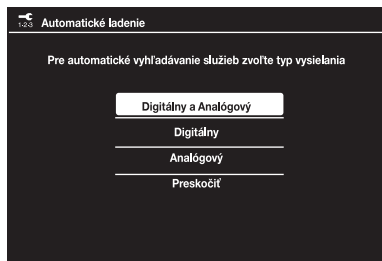 1-2-3 Automatické ladenie
Pre automatické vyhľadávanie služieb zvoľte typ vysielania
Digitálny a Analógový
Digitálny
Analógový
Preskočiť